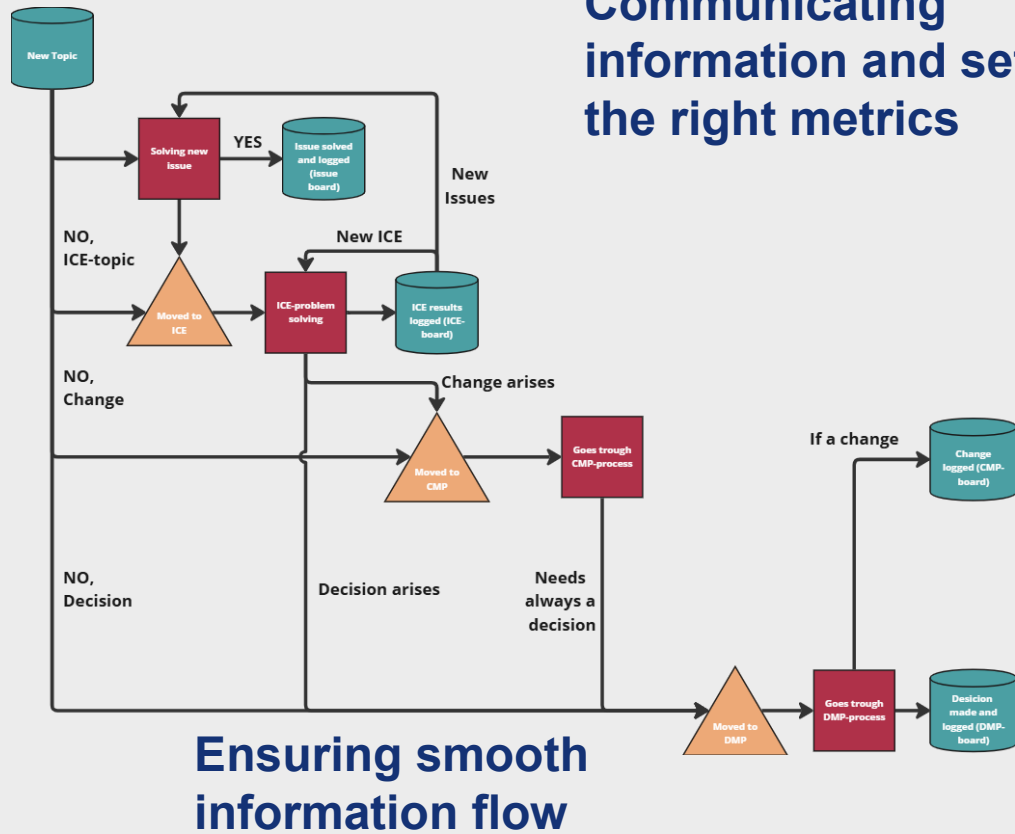 Communicating
information and set
the right metrics
New Topic
Solving new
issue
YES
Issue solved
and logged
(issue
board)
New
Issues
NO,
ICE-topic
New ICE
Moved to
ICE
ICE-problem
solving
ICE results
logged (ICE-
board)
NO,
Change
Change arises
Moved to
CMP
Goes trough
CMP-process
If a change
Change
logged (CMP-
board)
NO,
Decision
Decision arises
Needs
always a
decision
Moved to
DMP
Goes trough
DMP-process
Desicion
made and
logged (DMP-
board)
Ensuring smooth
information flow